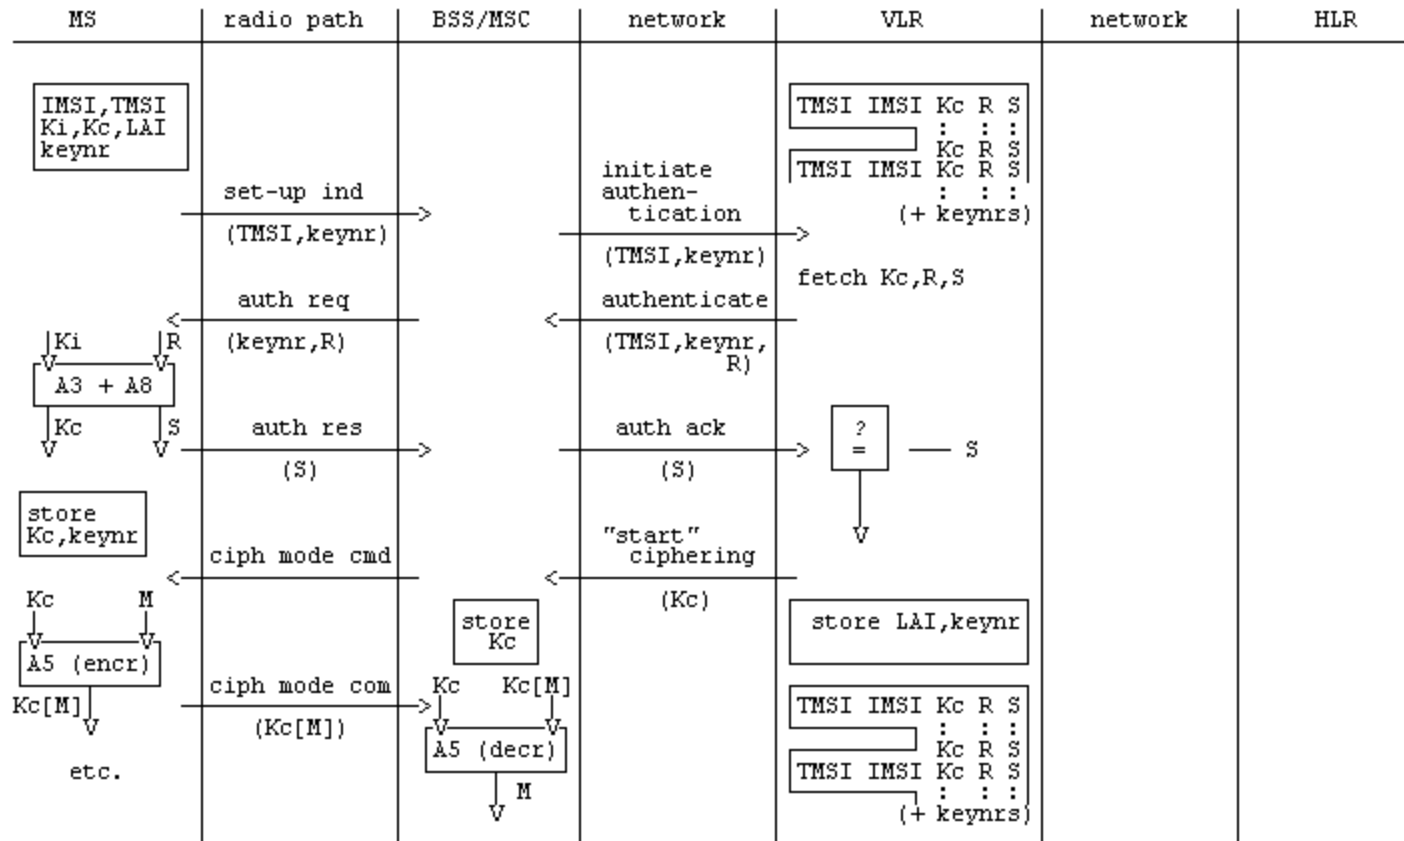 MS radio path BSS/MSC network VLR network HLR
IMSI,TMSI
Ki,Kc,LAI
keynr
TMSI IMSI Kc R S
: : :
Kc R S
TMSI IMSI Kc R S
: : :
(+ keynrs)
set-up ind
(TMSI,keynr)
initiate
authen-
tication
(TMSI,keynr)
fetch Kc,R,S
authenticate
(TMSI,keynr,
R)
auth req
(keynr,R)
Ki R
A3 + A8
Kc S
auth res
(S)
auth ack
(S)
?
=
S
store
Kc,keynr
"start"
ciphering
(Kc)
ciph mode cmd
store
Kc
store LAI,keynr
Kc M
A5 (encr)
Kc[M]
ciph mode com
(Kc[M])
Kc Kc[M]
A5 (decr)
M
TMSI IMSI Kc R S
: : :
Kc R S
TMSI IMSI Kc R S
: : :
(+ keynrs)
etc.